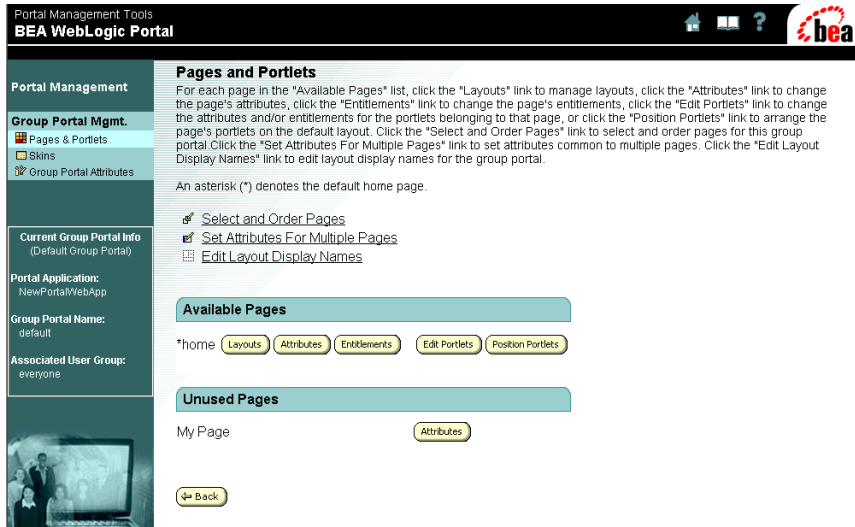 Portal Management Tools
BEA WebLogic Portal
?
bea
Portal Management
Group Portal Mgmt.
Pages & Portlets
Skins
Group Portal Attributes
Current Group Portal Info
(Default Group Portal)
Portal Application:
NewPortalWebApp
Group Portal Name:
default
Associated User Group:
everyone
Pages and Portlets
For each page in the "Available Pages" list, click the "Layouts" link to manage layouts, click the "Attributes" link to change
the page's attributes, click the "Entitlements" link to change the page's entitlements, click the "Edit Portlets" link to change
the attributes and/or entitlements for the portlets belonging to that page, or click the "Position Portlets" link to arrange the
page's portlets on the default layout. Click the "Select and Order Pages" link to select and order pages for this group
portal.Click the "Set Attributes For Multiple Pages" link to set attributes common to multiple pages. Click the "Edit Layout
Display Names" link to edit layout display names for the group portal.
An asterisk (*) denotes the default home page.
Select and Order Pages
Set Attributes For Multiple Pages
Edit Layout Display Names
Available Pages
*home Layouts Attributes Entitlements Edit Portlets Position Portlets
Unused Pages
My Page Attributes
Back